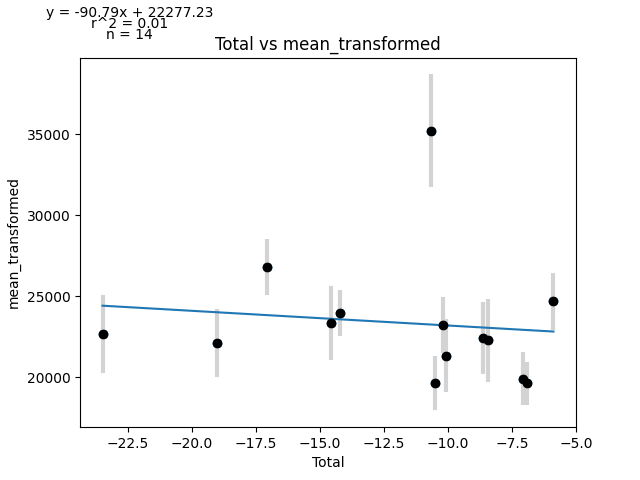 y = -90.79x + 22277.23
r^2 = 0.01
n = 14
Total vs mean_transformed
35000
30000
25000
20000
mean_transformed
−22.5 −20.0 −17.5 −15.0 −12.5 −10.0 −7.5 −5.0
Total